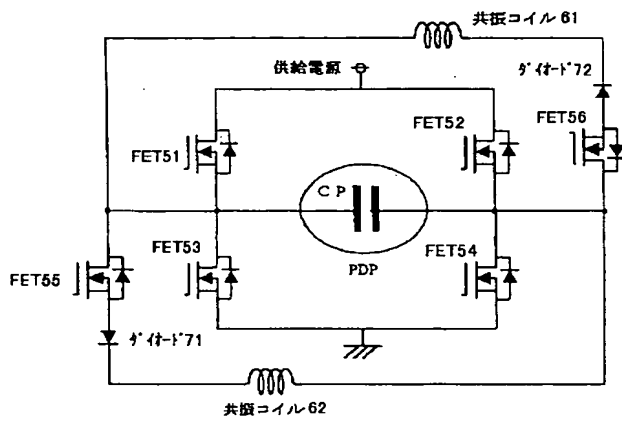 共振コイル 61
供給電源
ﾀﾞｲｵｰﾄﾞ72
FET52
FET56
FET51
CP
FET53
FET54
PDP
FET55
ﾀﾞｲｵｰﾄﾞ71
共振コイル 62